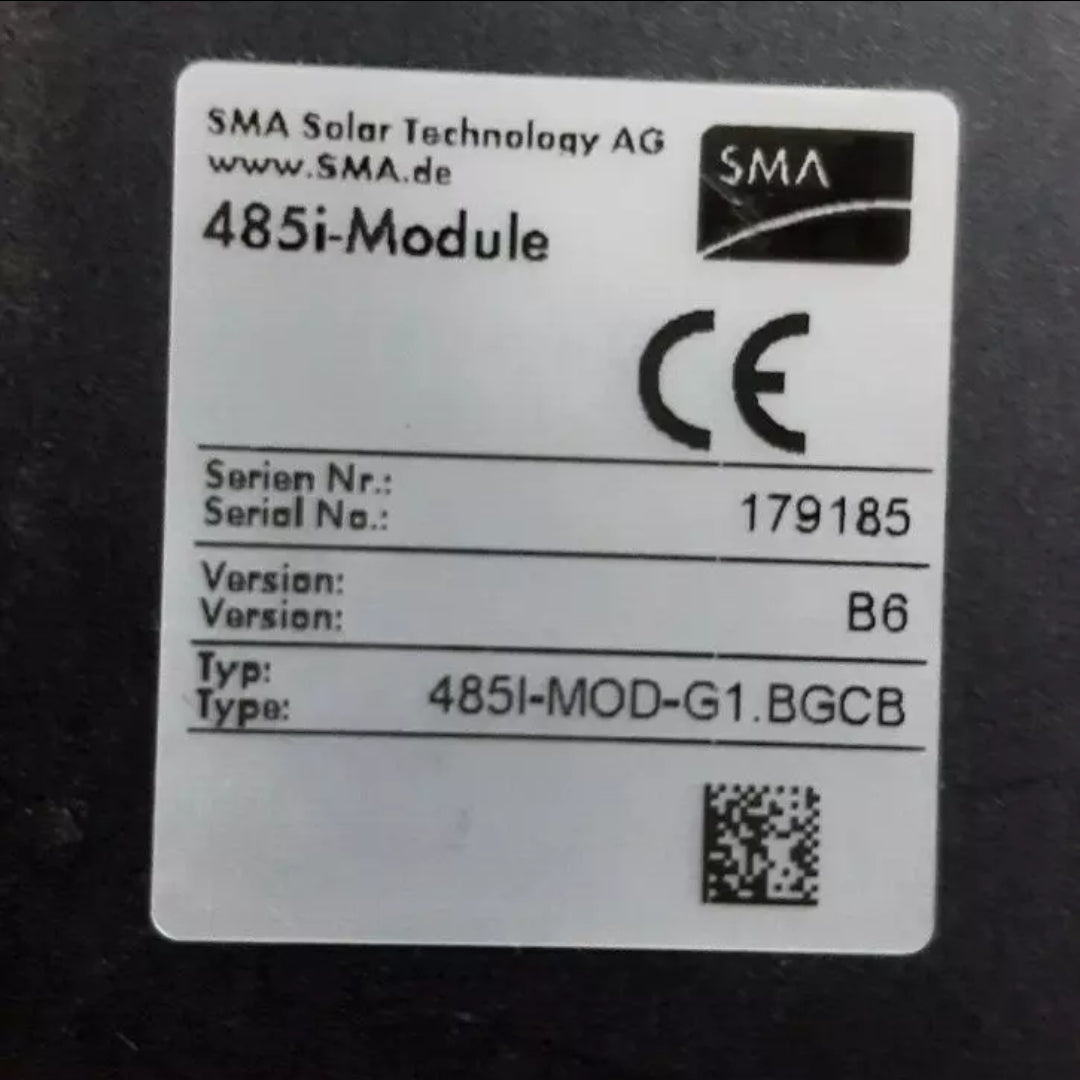 SMA Solar Technology AG
www.SMA.de
SMA
485i-Module
CE
Serien Nr.:
Serial No.: 179185
Version:
Version: B6
Typ:
Type: 485I-MOD-G1.BGCB